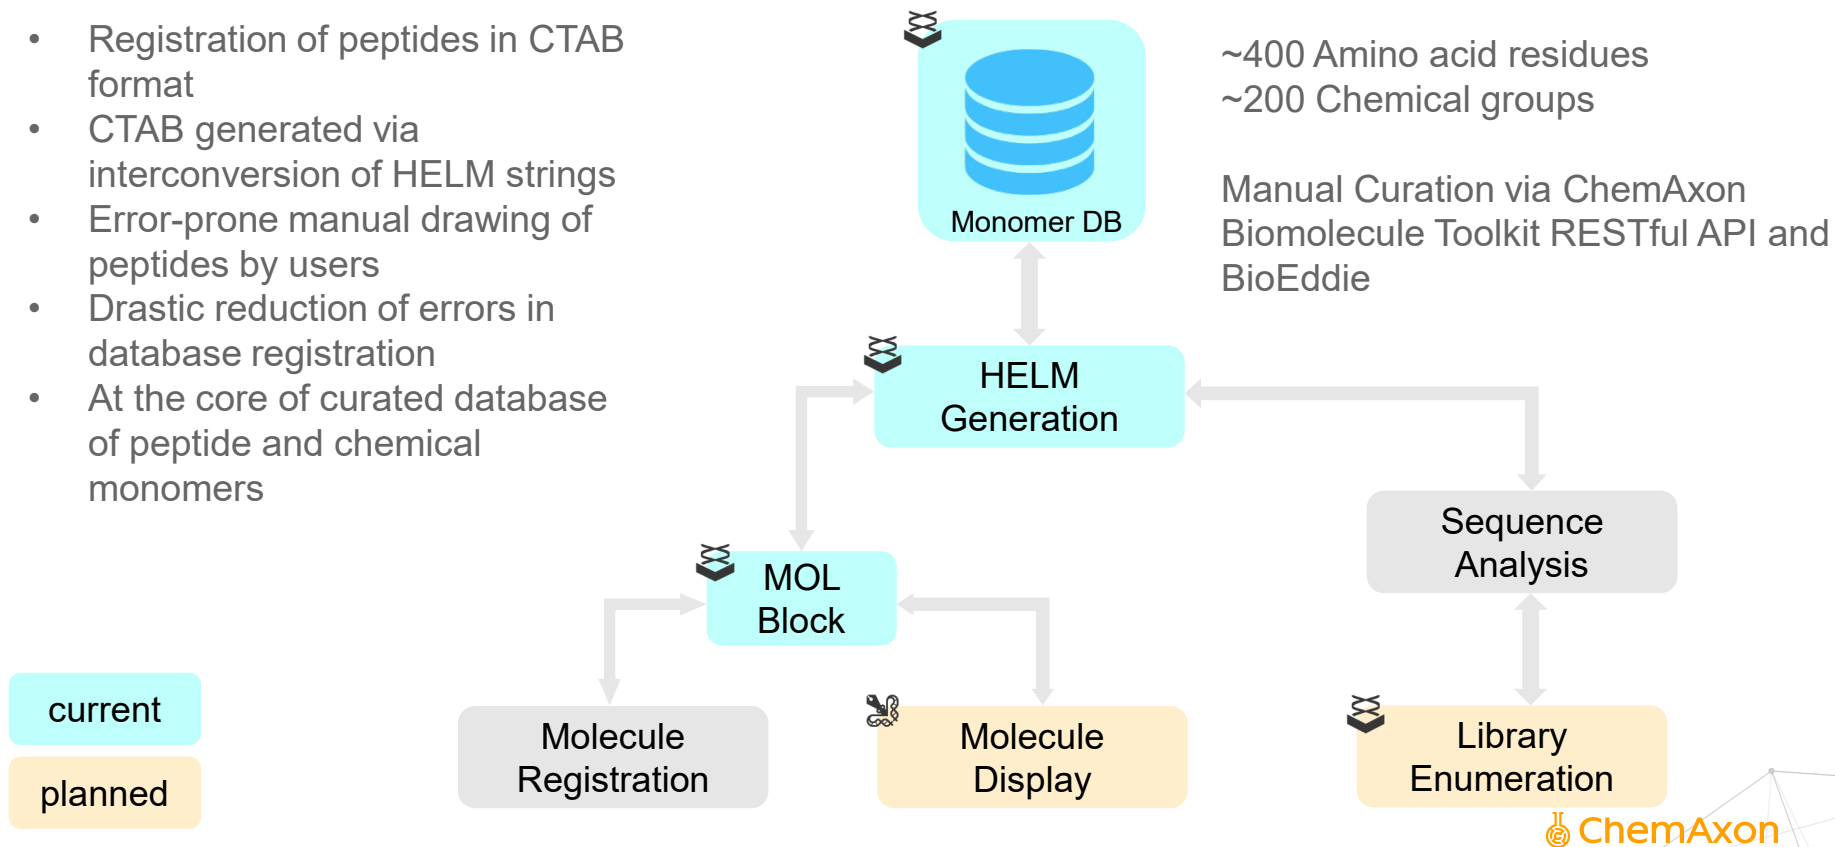 • Registration of peptides in CTAB
format
• CTAB generated via
interconversion of HELM strings
• Error-prone manual drawing of
peptides by users
• Drastic reduction of errors in
database registration
• At the core of curated database
of peptide and chemical
monomers
Monomer DB
~400 Amino acid residues
~200 Chemical groups
Manual Curation via ChemAxon
Biomolecule Toolkit RESTful API and
BioEddie
HELM
Generation
Sequence
Analysis
MOL
Block
Molecule
Registration
Molecule
Display
Library
Enumeration
current
planned
ChemAxon